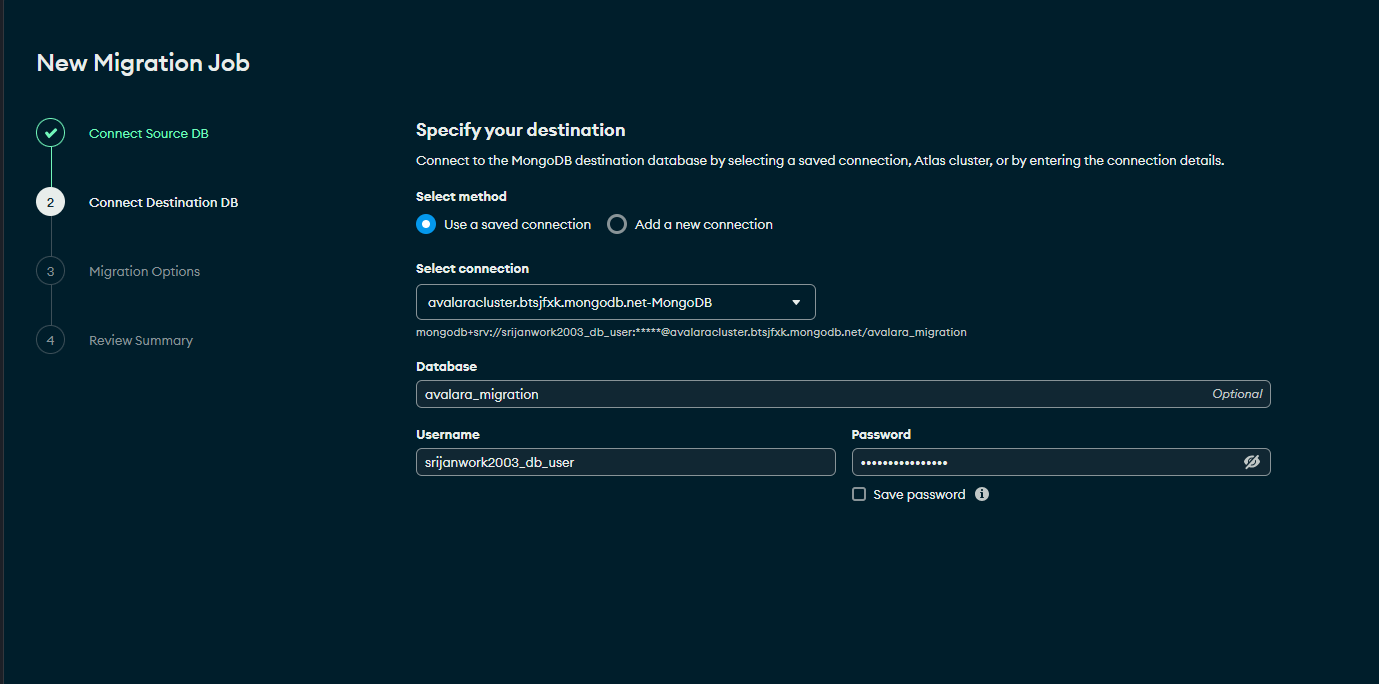 New Migration Job
Connect Source DB
2 Connect Destination DB
3 Migration Options
4 Review Summary
Specify your destination
Connect to the MongoDB destination database by selecting a saved connection, Atlas cluster, or by entering the connection details.
Select method
Use a saved connection Add a new connection
Select connection
avalaracluster.btsjfxk.mongodb.net-MongoDB
mongodb+srv://srijanwork2003_db_user:*****@avalaracluster.btsjfxk.mongodb.net/avalara_migration
Database
avalara_migration Optional
Username Password
srijanwork2003_db_user ••••••••••••••••
Save password